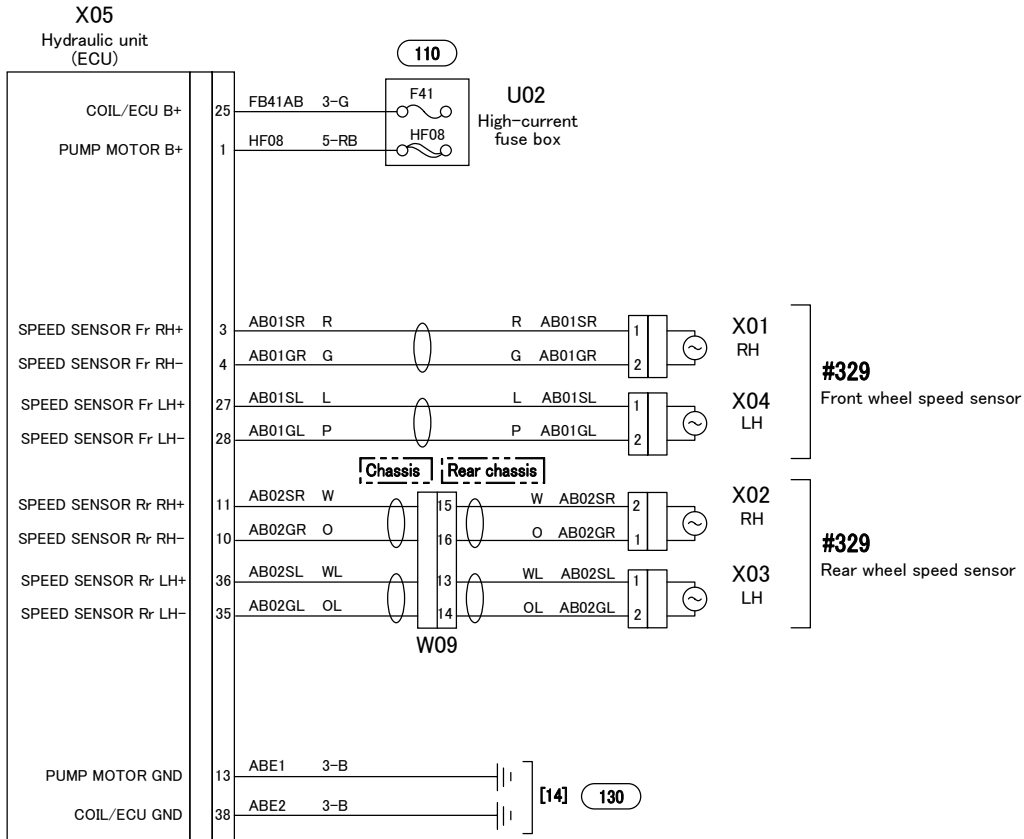 X05
Hydraulic unit
(ECU)
110
COIL/ECU B+ 25 FB41AB 3-G F41
U02
High-current
fuse box
PUMP MOTOR B+ 1 HF08 5-RB HF08
SPEED SENSOR Fr RH+ 3 AB01SR R R AB01SR 1
SPEED SENSOR Fr RH- 4 AB01GR G G AB01GR 2
X01
RH
SPEED SENSOR Fr LH+ 27 AB01SL L L AB01SL 1
SPEED SENSOR Fr LH- 28 AB01GL P P AB01GL 2
X04
LH
#329
Front wheel speed sensor
Chassis Rear chassis
SPEED SENSOR Rr RH+ 11 AB02SR W 15 W AB02SR 2
SPEED SENSOR Rr RH- 10 AB02GR O 16 O AB02GR 1
X02
RH
SPEED SENSOR Rr LH+ 36 AB02SL WL 13 WL AB02SL 1
SPEED SENSOR Rr LH- 35 AB02GL OL 14 OL AB02GL 2
X03
LH
#329
Rear wheel speed sensor
W09
PUMP MOTOR GND 13 ABE1 3-B
COIL/ECU GND 38 ABE2 3-B
[14] 130